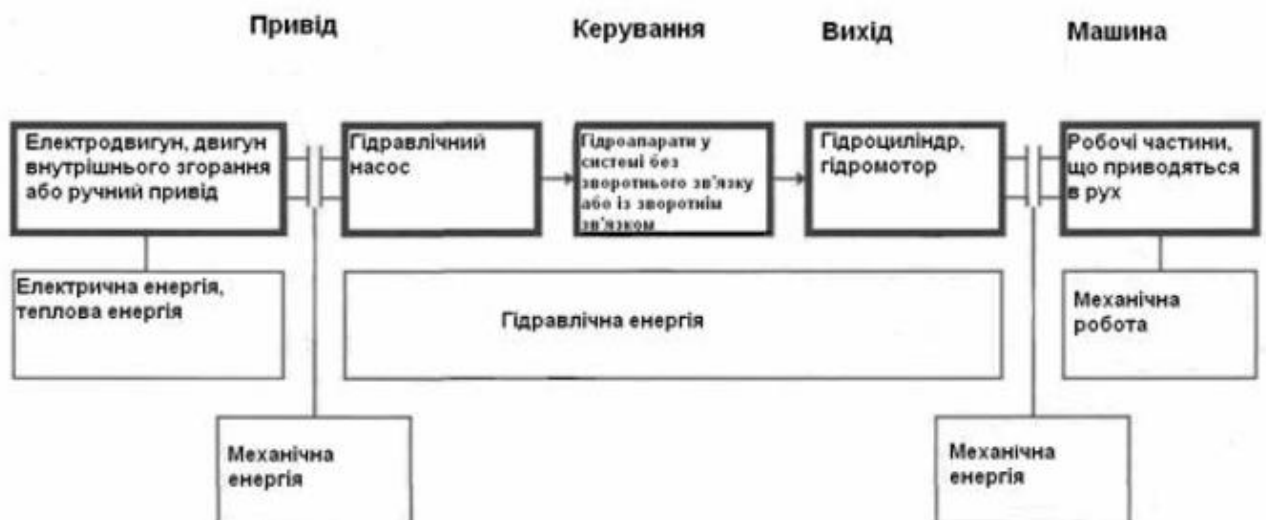 Привід
Керування
Вихід
Машина
Електродвигун, двигун
внутрішнього згорання
або ручний привід
Гідравлічний
насос
Гідроапарати у
системі без
зворотнього зв'язку
або із зворотнім
зв'язком
Гідроциліндр,
гідромотор
Робочі частини,
що приводяться
в рух
Електрична енергія,
теплова енергія
Гідравлічна енергія
Механічна
робота
Механічна
енергія
Механічна
енергія